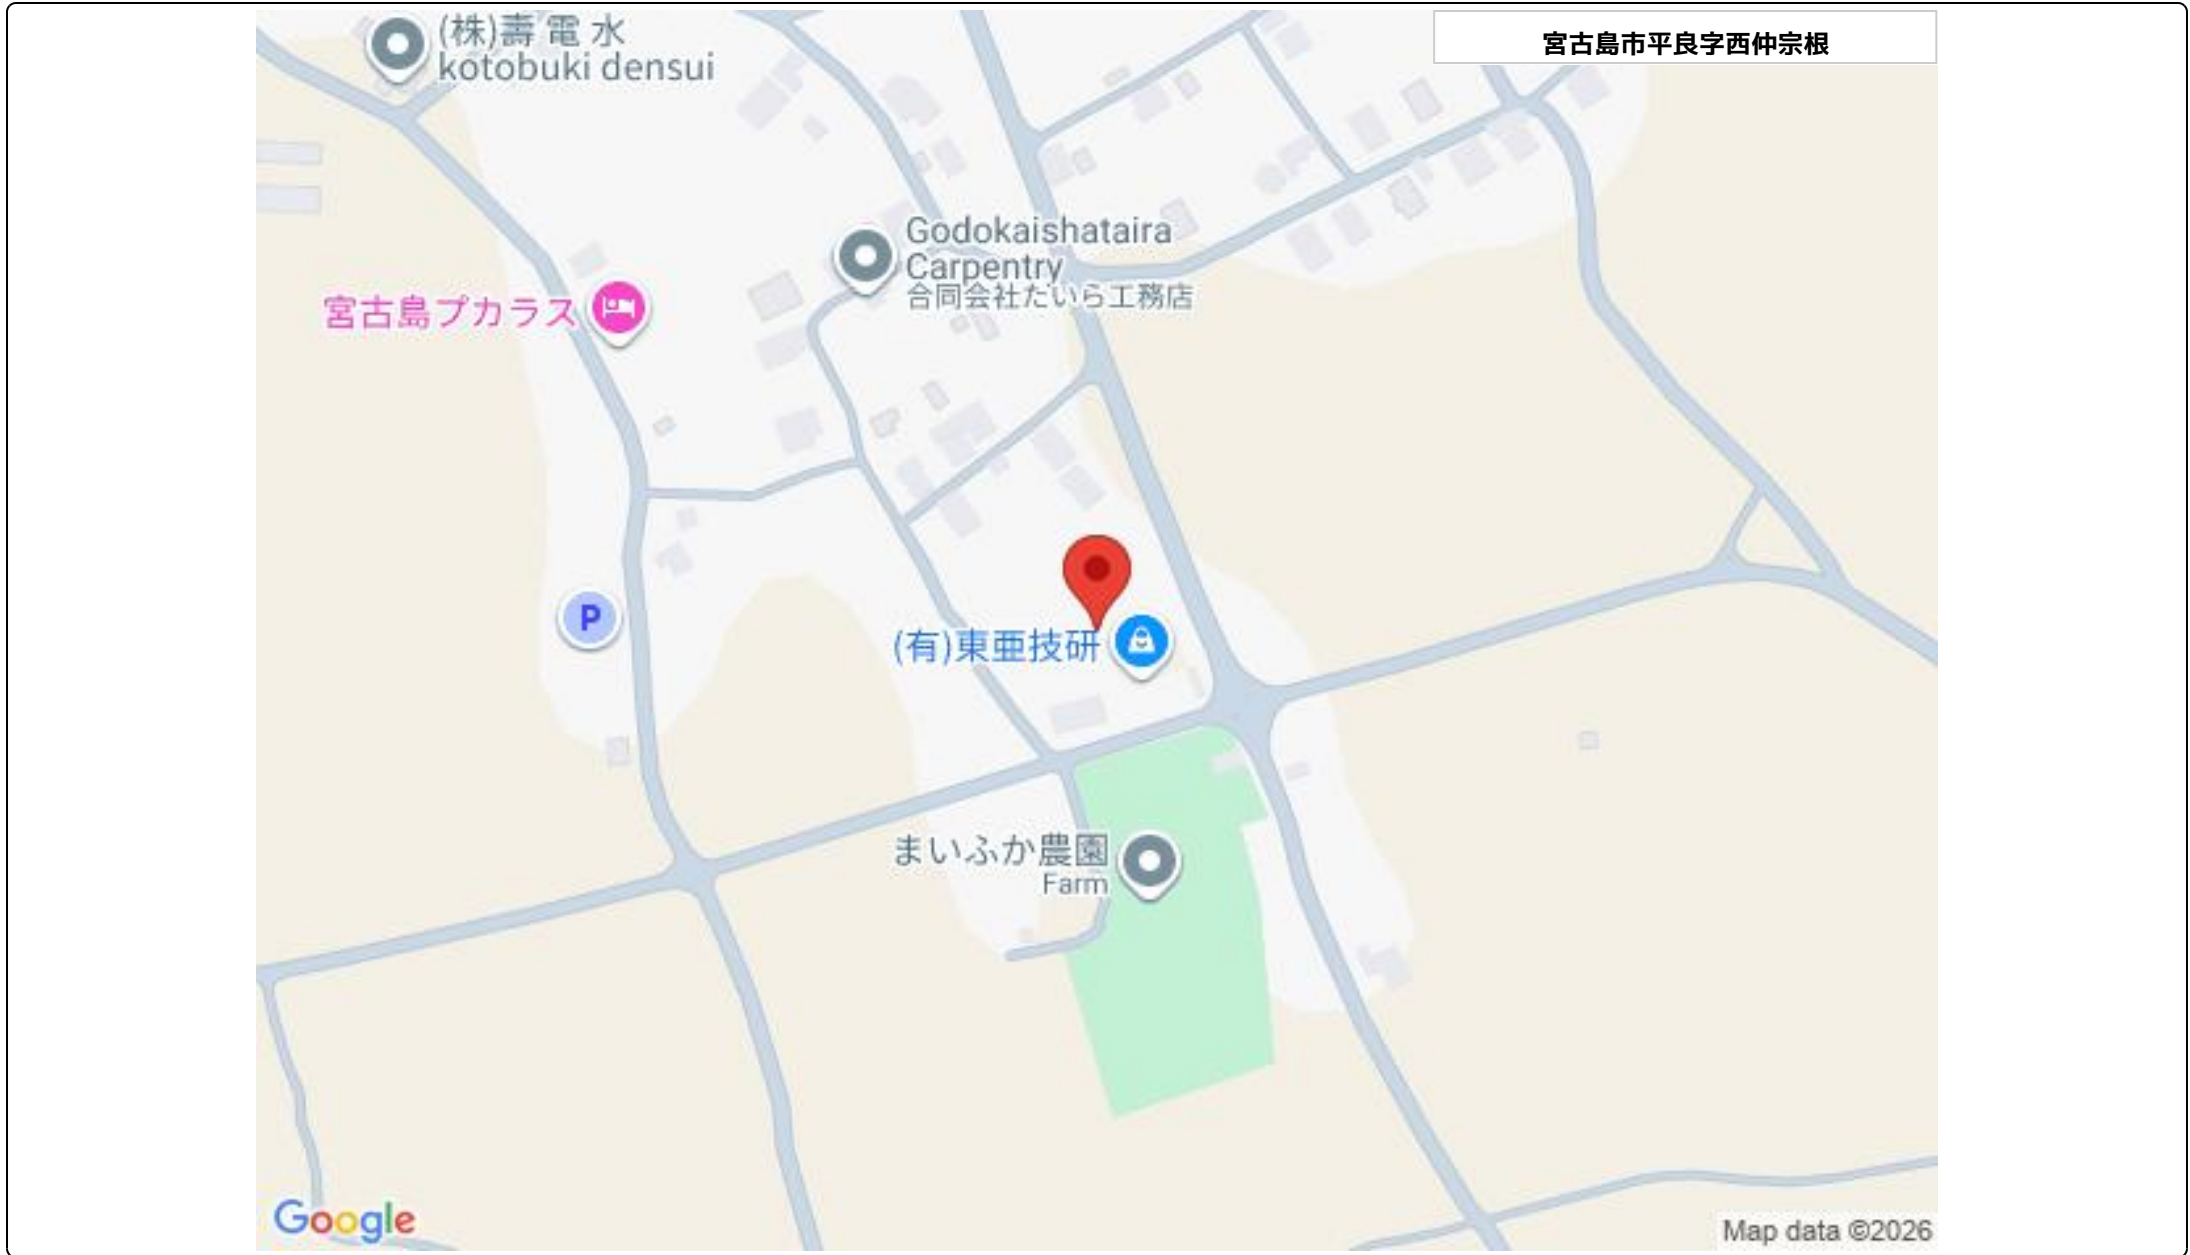 (株)壽 電 水
kotobuki densui
宮古島市平良字西仲宗根
Godokaishataira
Carpentry
合同会社たいら工務店
宮古島プカラス
P
(有)東亜技研
まいふか農園
Farm
Google
Map data ©2026